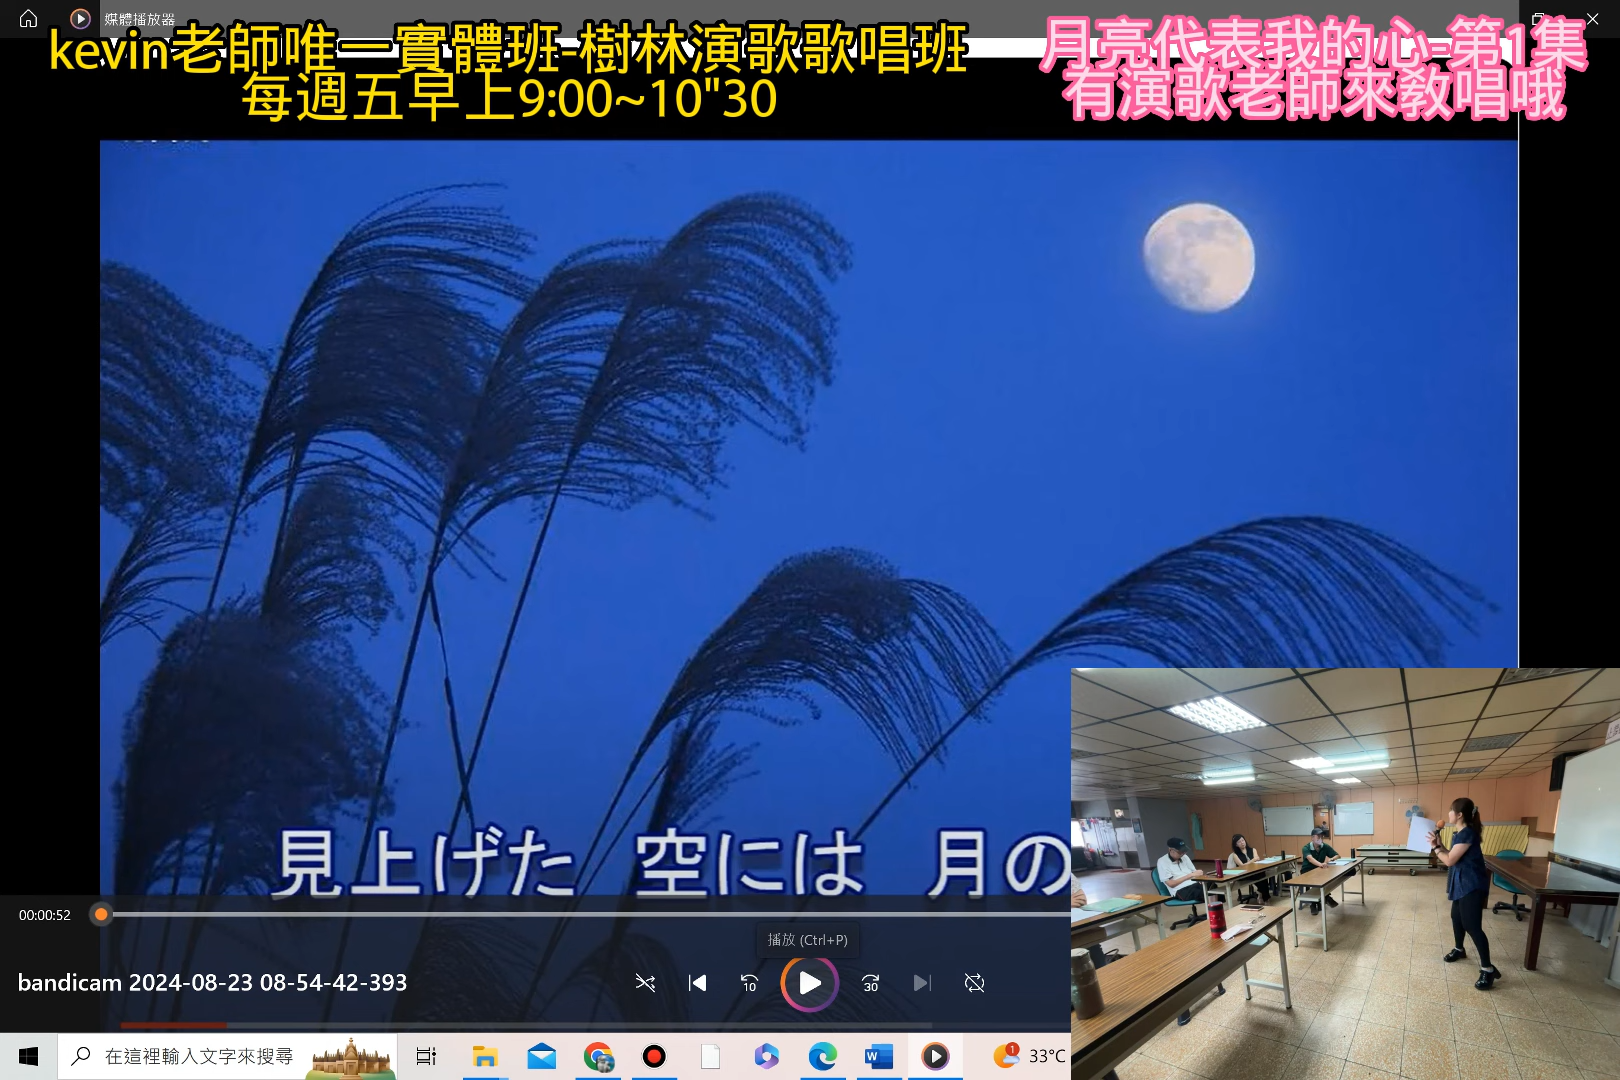 媒體播放器
kevin老師唯一實體班-樹林演歌歌唱班
每週五早上9:00~10"30
月亮代表我的心-第1集
有演歌老師來教唱哦
見上げた 空には 月の
00:00:52
播放 (Ctrl+P)
bandicam 2024-08-23 08-54-42-393
10
30
在這裡輸入文字來搜尋
W
1
33°C